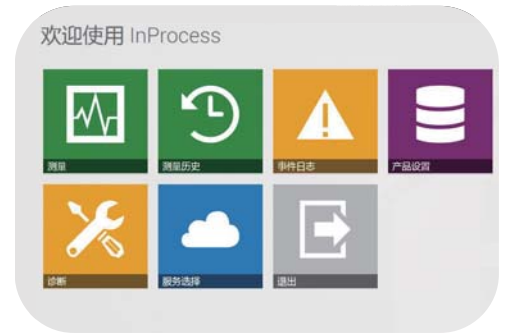 欢迎使用 InProcess
测量
测量历史
事件日志
产品设置
诊断
服务选择
退出